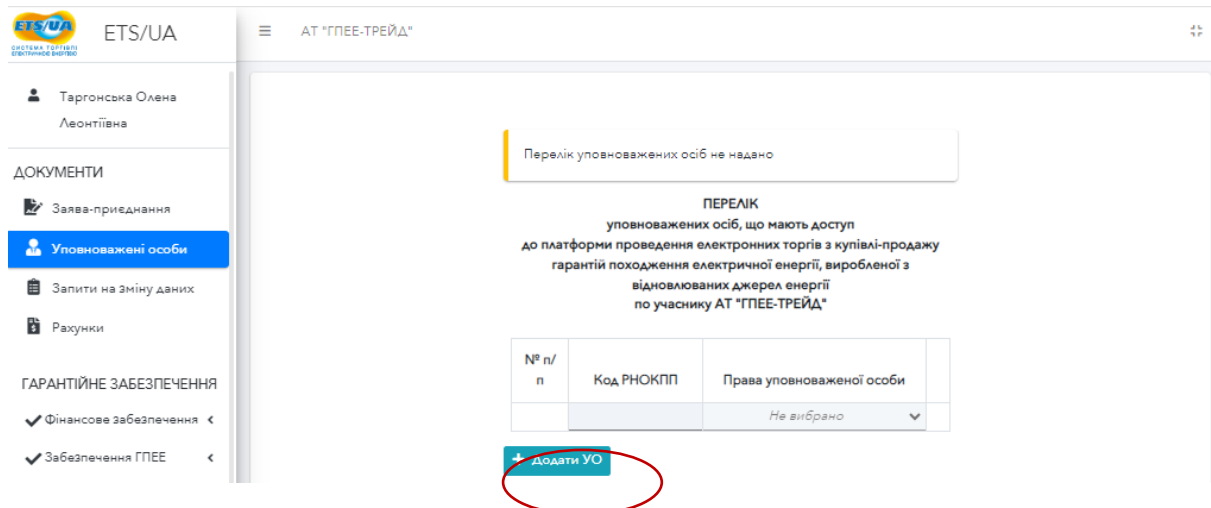 ETS/UA
СИСТЕМА ТОРГІВЛІ
ЕЛЕКТРИЧНОЮ ЕНЕРГІЄЮ
ETS/UA
АТ "ГПЕЕ-ТРЕЙД"
Таргонська Олена
Леонтіївна
ДОКУМЕНТИ
Заява-приєднання
Уповноважені особи
Запити на зміну даних
Рахунки
ГАРАНТІЙНЕ ЗАБЕЗПЕЧЕННЯ
Фінансове забезпечення
Забезпечення ГПЕЕ
Перелік уповноважених осіб не надано
ПЕРЕЛІК
уповноважених осіб, що мають доступ
до платформи проведення електронних торгів з купівлі-продажу
гарантій походження електричної енергії, виробленої з
відновлюваних джерел енергії
по учаснику АТ "ГПЕЕ-ТРЕЙД"
№ п/
п
Код РНОКПП
Права уповноваженої особи
Не вибрано
+ Додати УО